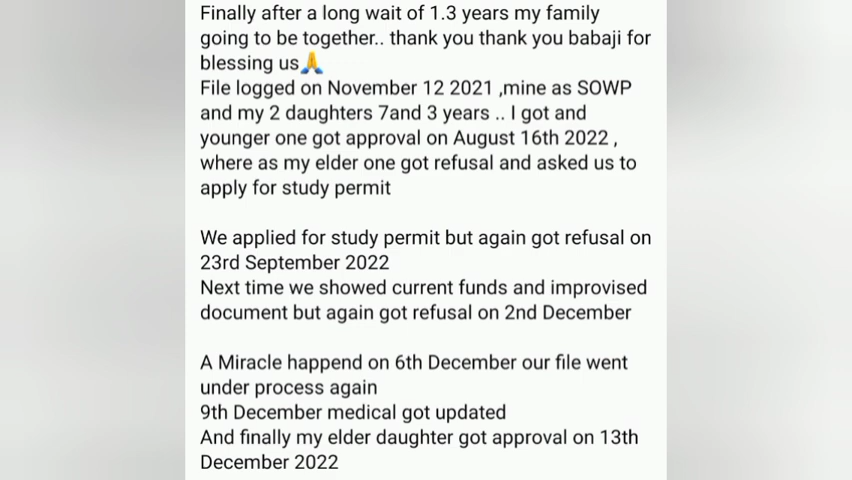 Finally after a long wait of 1.3 years my family
going to be together.. thank you thank you babaji for
blessing us🙏
File logged on November 12 2021 ,mine as SOWP
and my 2 daughters 7and 3 years .. I got and
younger one got approval on August 16th 2022 ,
where as my elder one got refusal and asked us to
apply for study permit
We applied for study permit but again got refusal on
23rd September 2022
Next time we showed current funds and improvised
document but again got refusal on 2nd December
A Miracle happend on 6th December our file went
under process again
9th December medical got updated
And finally my elder daughter got approval on 13th
December 2022